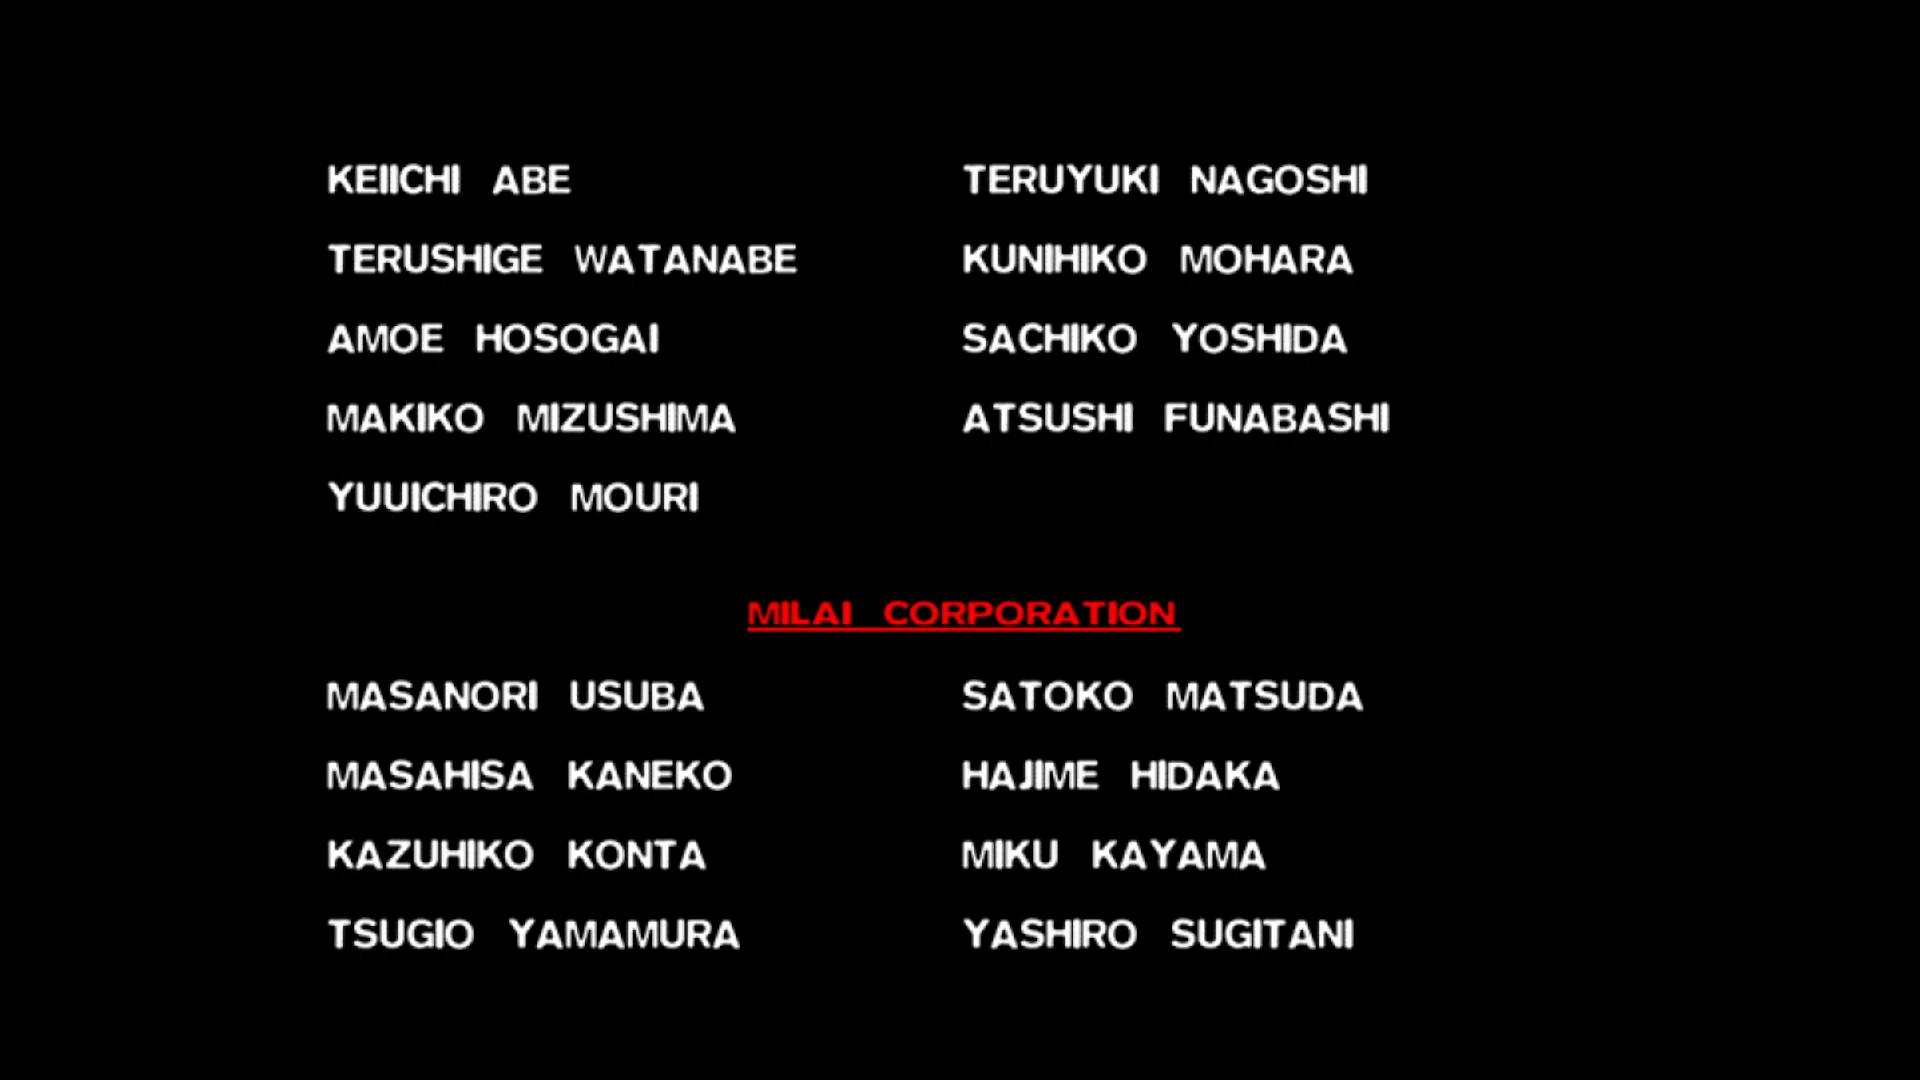 KEIICHI ABE TERUYUKI NAGOSHI
TERUSHIGE WATANABE KUNIHIKO MOHARA
AMOE HOSOGAI SACHIKO YOSHIDA
MAKIKO MIZUSHIMA ATSUSHI FUNABASHI
YUUICHIRO MOURI
MILAI CORPORATION
MASANORI USUBA SATOKO MATSUDA
MASAHISA KANEKO HAJIME HIDAKA
KAZUHIKO KONTA MIKU KAYAMA
TSUGIO YAMAMURA YASHIRO SUGITANI